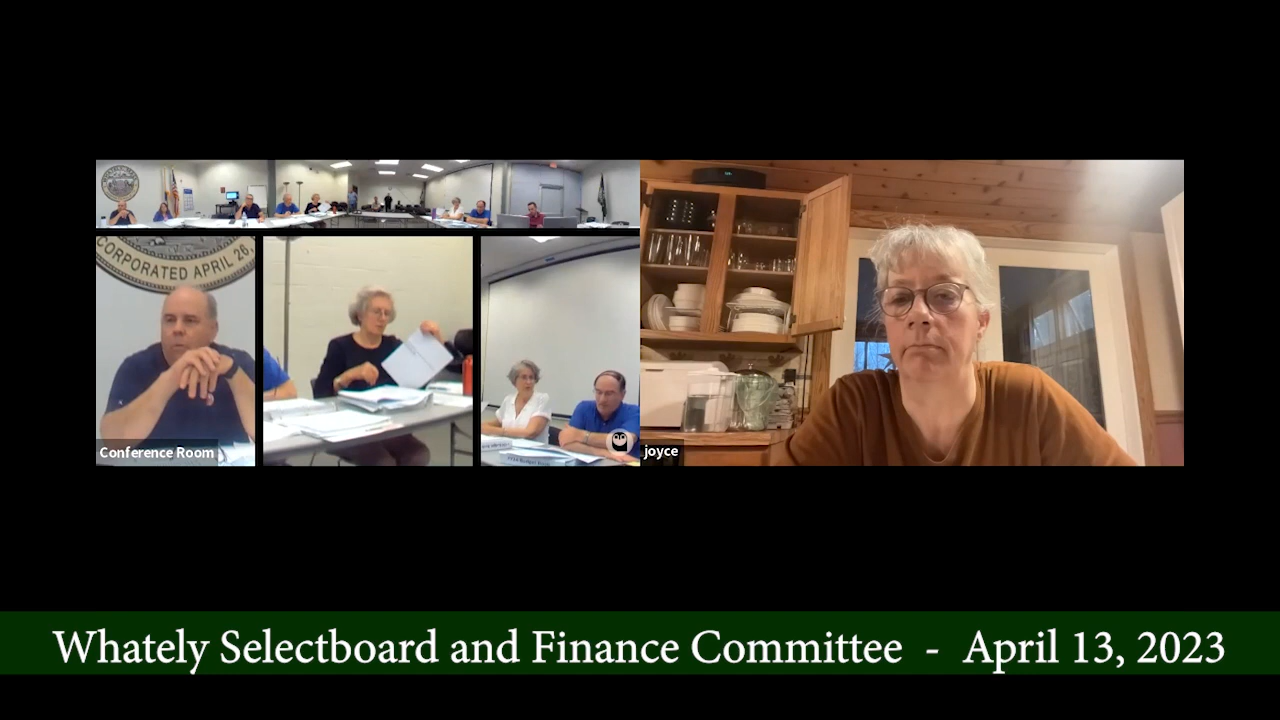 CORPORATED APRIL 26,
Conference Room
joyce
Whately Selectboard and Finance Committee - April 13, 2023